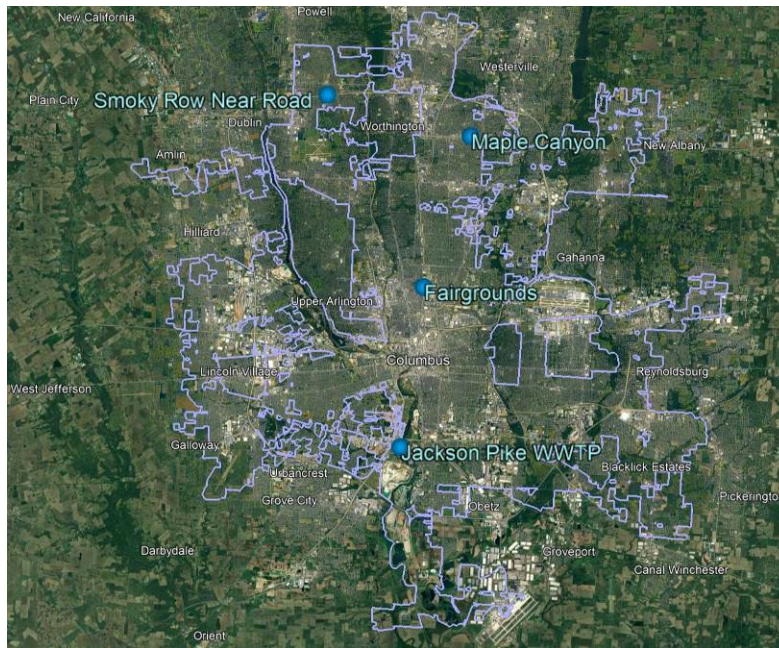 Powell
New California
Westerville
Smoky Row Near Road
Plain City
Dublin
Worthington
Maple Canyon
New Albany
Amlin
Hilliard
Gahanna
Fairgrounds
Upper Arlington
Columbus
Lincoln Village
Reynoldsburg
West Jefferson
Galloway
Jackson Pike WWTP
Urbancrest
Blacklick Estates
Grove City
Obetz
Pickerington
Darbydale
Groveport
Canal Winchester
Orient